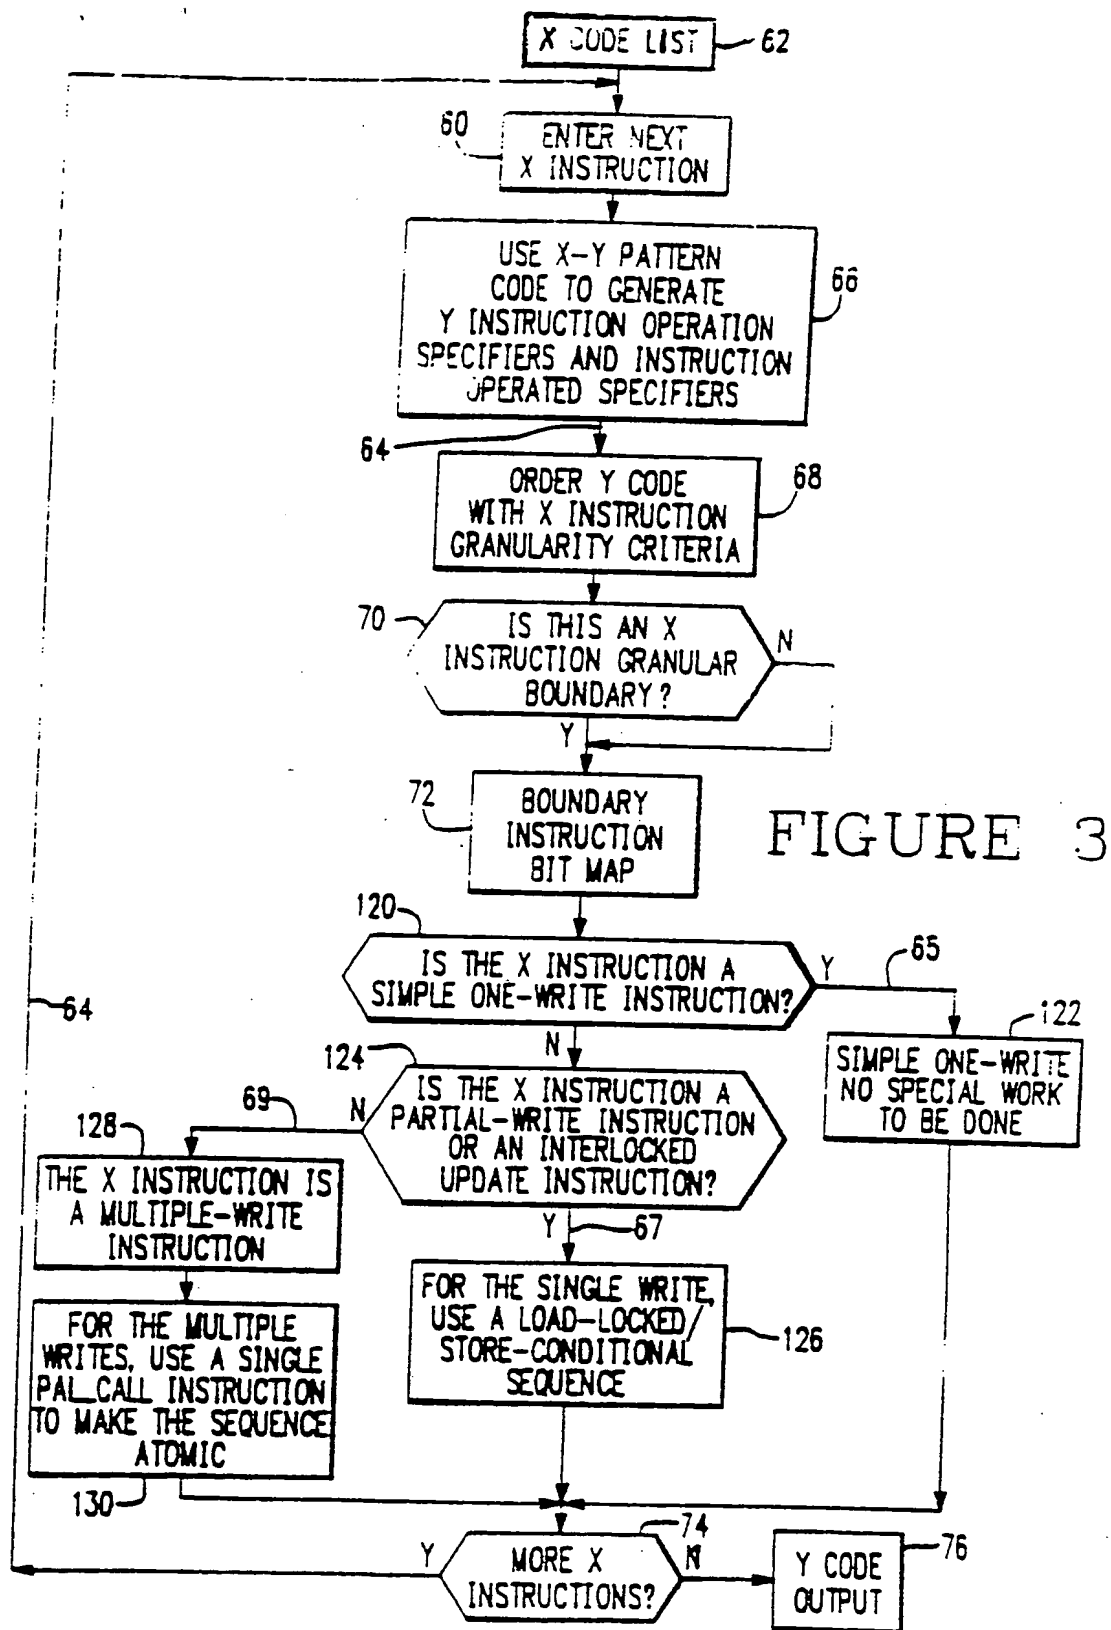 X CODE LIST
62
60
ENTER NEXT
X INSTRUCTION
USE X-Y PATTERN
CODE TO GENERATE
Y INSTRUCTION OPERATION
SPECIFIERS AND INSTRUCTION
OPERATED SPECIFIERS
66
64
ORDER Y CODE
WITH X INSTRUCTION
GRANULARITY CRITERIA
68
70
IS THIS AN X
INSTRUCTION GRANULAR
BOUNDARY?
N
Y
72
BOUNDARY
INSTRUCTION
BIT MAP
FIGURE 3
120
IS THE X INSTRUCTION A
SIMPLE ONE-WRITE INSTRUCTION?
Y
65
N
64
122
SIMPLE ONE-WRITE
NO SPECIAL WORK
TO BE DONE
124
IS THE X INSTRUCTION A
PARTIAL-WRITE INSTRUCTION
OR AN INTERLOCKED
UPDATE INSTRUCTION?
N
69
Y
67
128
THE X INSTRUCTION IS
A MULTIPLE-WRITE
INSTRUCTION
FOR THE SINGLE WRITE,
USE A LOAD-LOCKED/
STORE-CONDITIONAL
SEQUENCE
126
FOR THE MULTIPLE
WRITES, USE A SINGLE
PAL_CALL INSTRUCTION
TO MAKE THE SEQUENCE
ATOMIC
130
74
MORE X
INSTRUCTIONS?
Y
N
76
Y CODE
OUTPUT